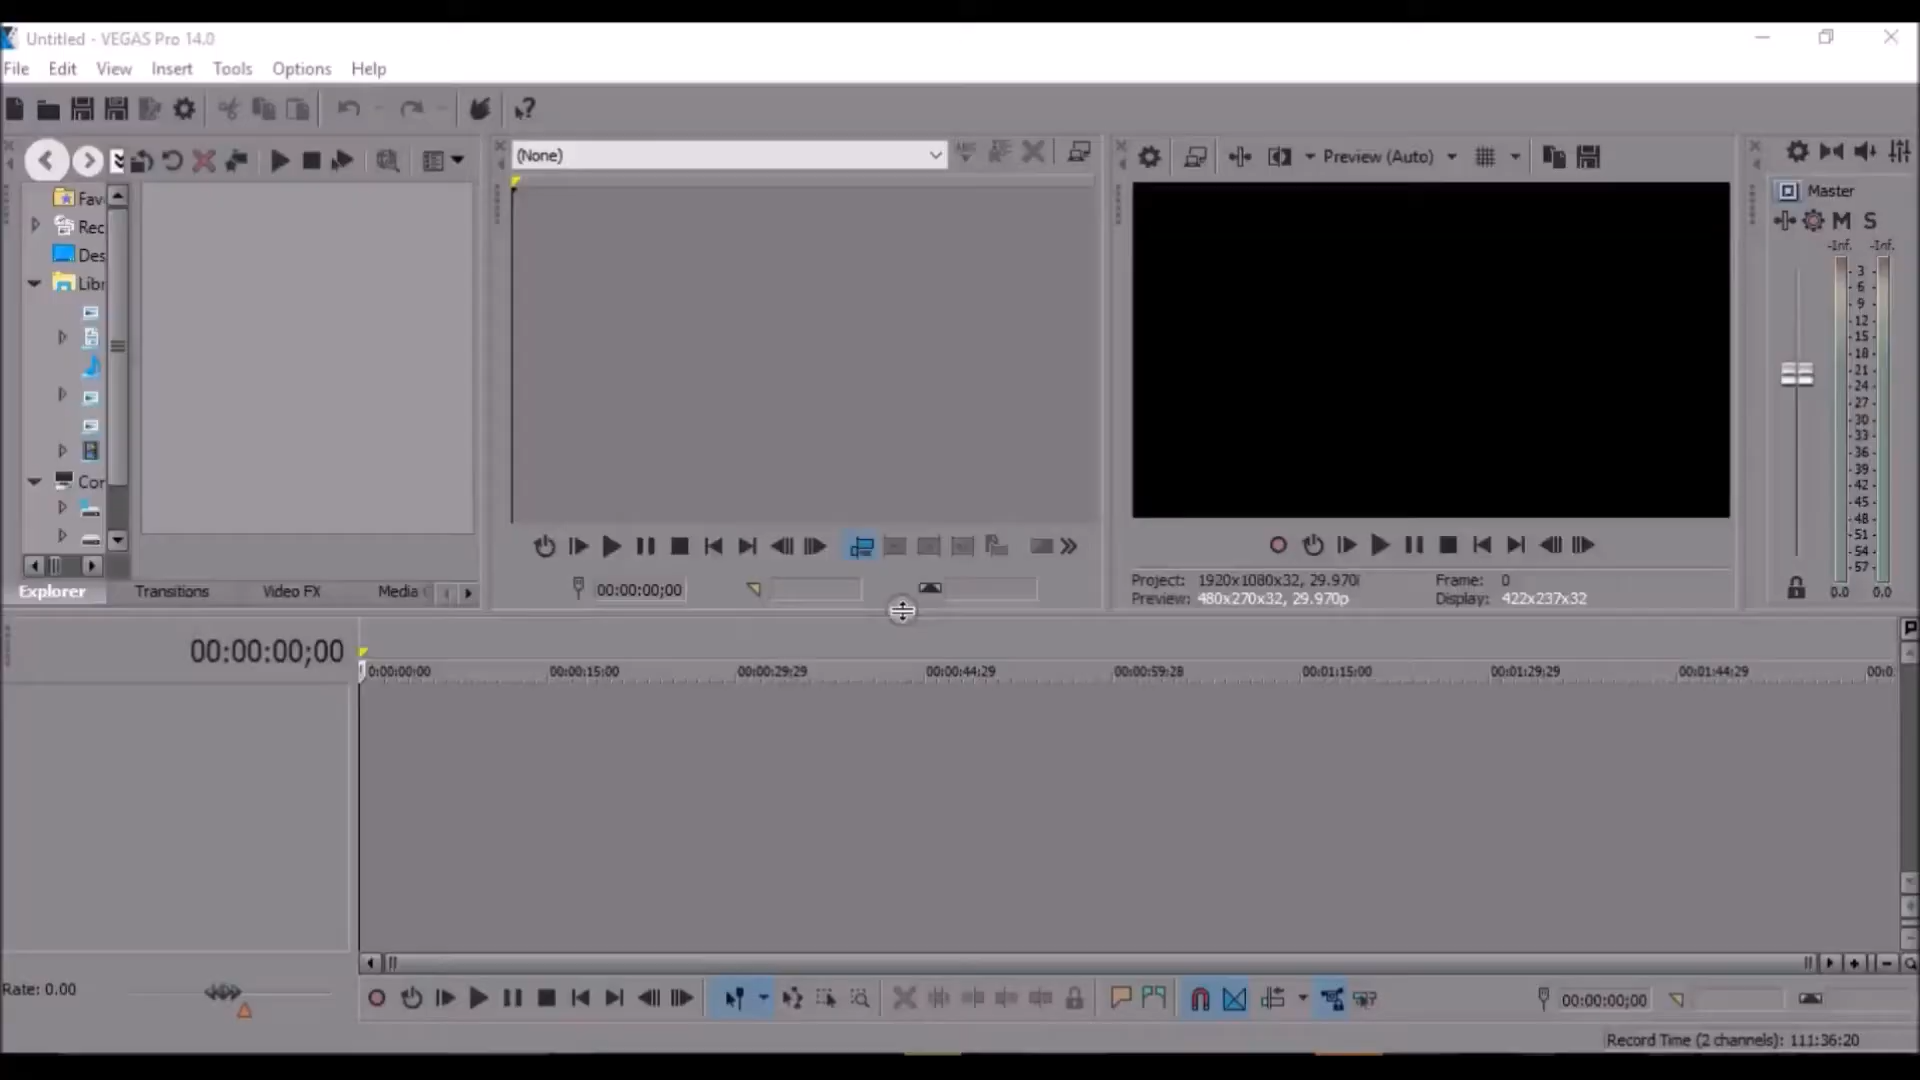 Untitled - VEGAS Pro 14.0
File Edit View Insert Tools Options Help
(None)
Preview (Auto)
Master
M S
-Inf. -Inf.
Fav
Rec
Des
Libr
Cor
3
6
9
12
15
18
21
24
27
30
33
36
39
42
45
48
51
54
57
0.0 0.0
Explorer Transitions Video FX Media
00:00:00;00
Project: 1920x1080x32, 29.970i
Preview: 480x270x32, 29.970p
Frame: 0
Display: 422x237x32
00:00:00;00
0:00:00:00 00:00:15:00 00:00:29;29 00:00:44;29 00:00:59:28 00:01:15:00 00:01:29;29 00:01:44;29 00:0
Rate: 0.00
00:00:00;00
Record Time (2 channels): 111:36:20